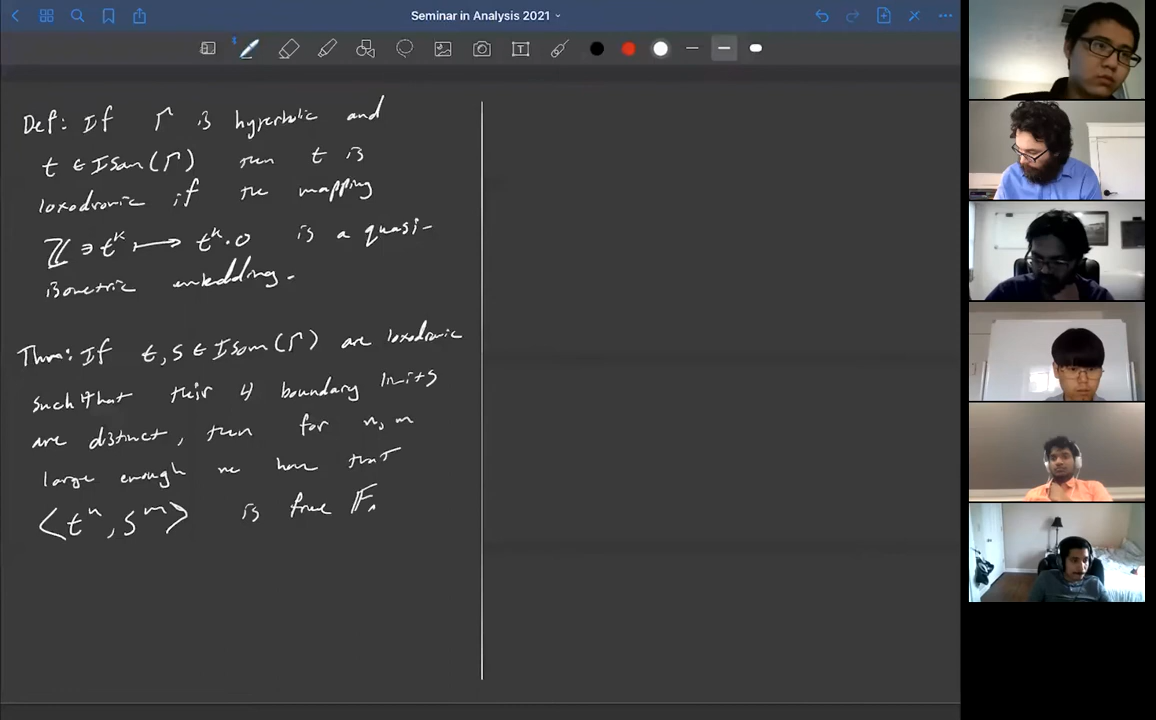 Seminar in Analysis 2021
Def: If Γ is hyperbolic and
t ∈ Isom(Γ) then t is
loxodromic if the mapping
ℤ ∋ t^k ⟼ t^k · o is a quasi-
isometric embedding.
Thm: If t, s ∈ Isom(Γ) are loxodromic
such that their 4 boundary limits
are distinct, then for n, m
large enough we have that
⟨t^n, s^m⟩ is free 𝔽